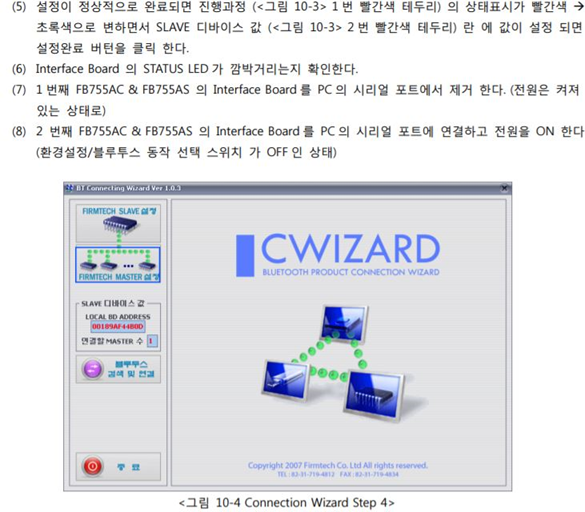 (5) 설정이 정상적으로 완료되면 진행과정 (<그림 10-3> 1 번 빨간색 테두리) 의 상태표시가 빨간색 →
초록색으로 변하면서 SLAVE 디바이스 값 (<그림 10-3> 2 번 빨간색 테두리) 란 에 값이 설정 되면
설정완료 버턴을 클릭 한다.
(6) Interface Board 의 STATUS LED 가 깜박거리는지 확인한다.
(7) 1 번째 FB755AC & FB755AS 의 Interface Board 를 PC 의 시리얼 포트에서 제거 한다. (전원은 켜져
있는 상태로)
(8) 2 번째 FB755AC & FB755AS 의 Interface Board 를 PC 의 시리얼 포트에 연결하고 전원을 ON 한다
(환경설정/블루투스 동작 선택 스위치 가 OFF 인 상태)
BT Connecting Wizard Ver 1.0.3
FIRMTECH SLAVE 설정
FIRMTECH MASTER 설정
SLAVE 디바이스 값
LOCAL BD ADDRESS
00189AF44B0D
연결할 MASTER 수 1
블루투스
검색 및 연결
종 료
CWIZARD
BLUETOOTH PRODUCT CONNECTION WIZARD
Copyright 2007 Firmtech Co. Ltd All rights reserved.
TEL : 82-31-719-4812 FAX : 82-31-719-4834
<그림 10-4 Connection Wizard Step 4>